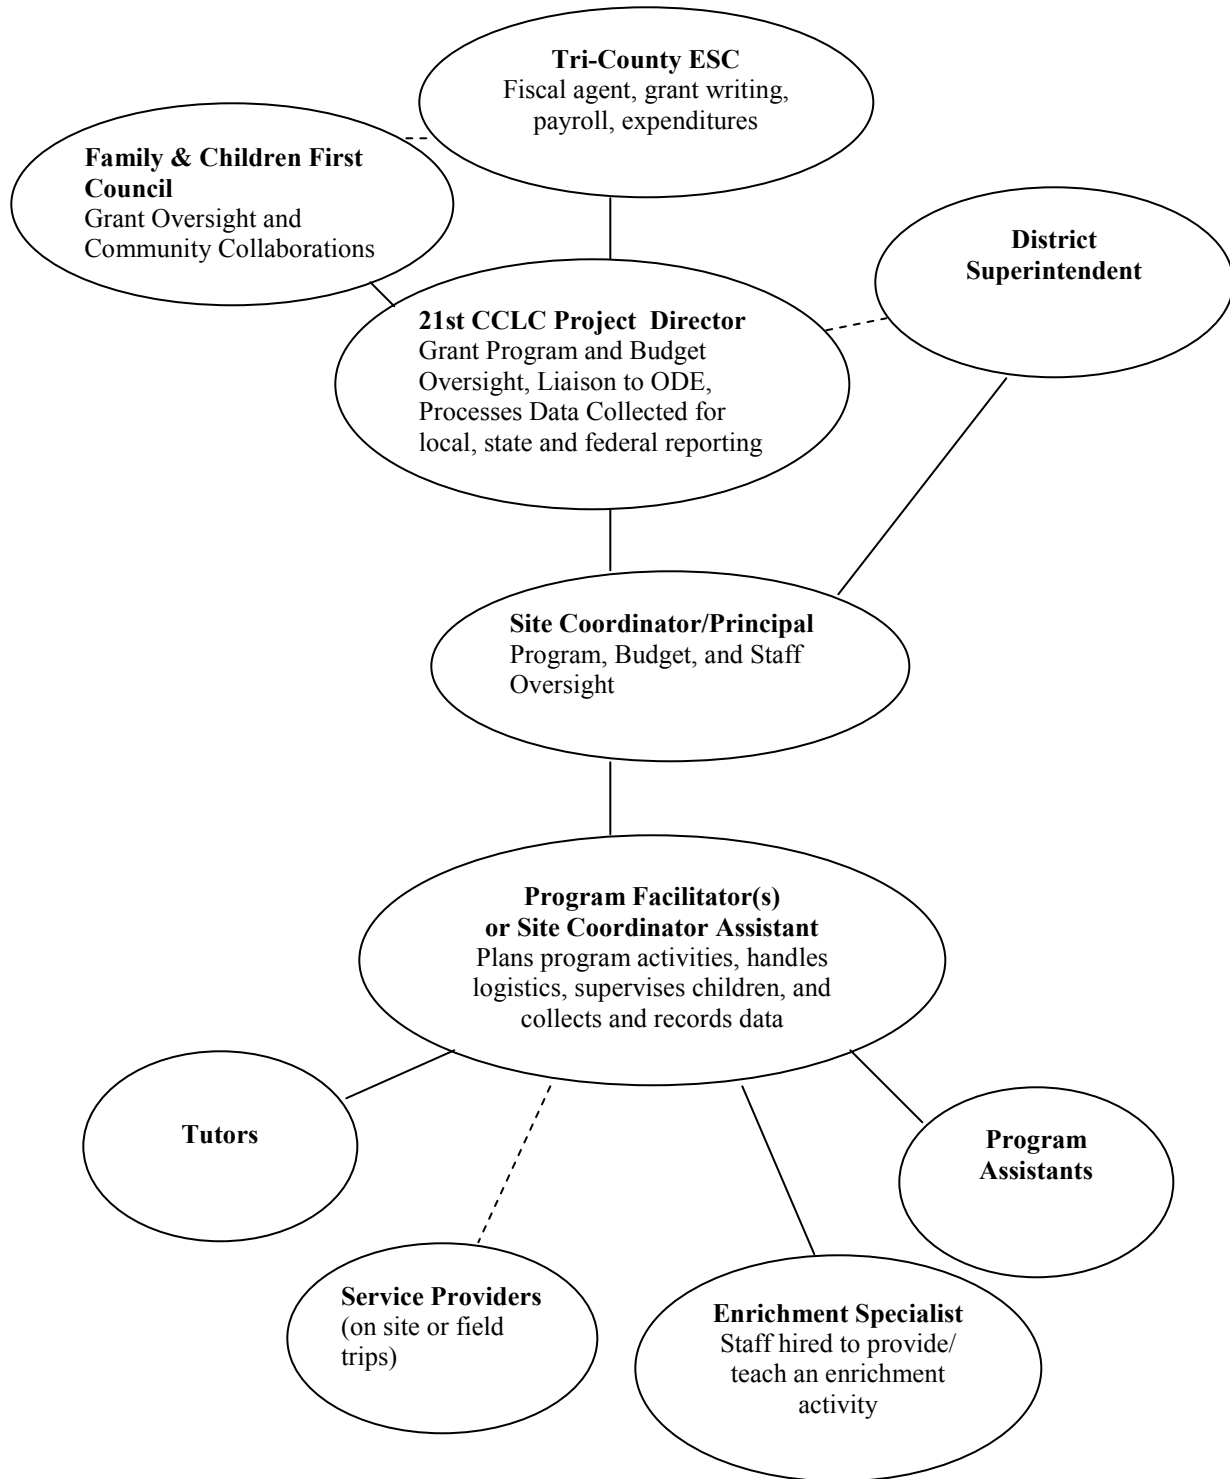 Tri-County ESC
Fiscal agent, grant writing,
payroll, expenditures
Family & Children First
Council
Grant Oversight and
Community Collaborations
District
Superintendent
21st CCLC Project Director
Grant Program and Budget
Oversight, Liaison to ODE,
Processes Data Collected for
local, state and federal reporting
Site Coordinator/Principal
Program, Budget, and Staff
Oversight
Program Facilitator(s)
or Site Coordinator Assistant
Plans program activities, handles
logistics, supervises children, and
collects and records data
Tutors
Program
Assistants
Service Providers
(on site or field
trips)
Enrichment Specialist
Staff hired to provide/
teach an enrichment
activity